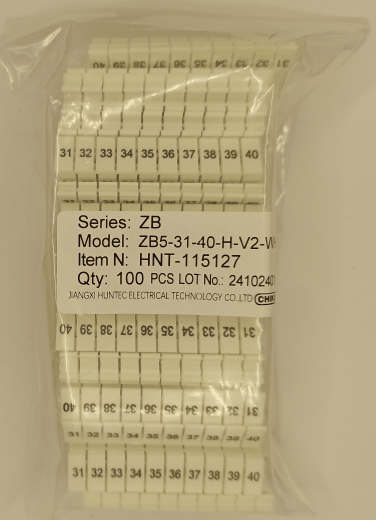 40 39 38 37 36 35 34 33 32 31
31 32 33 34 35 36 37 38 39 40
Series: ZB
Model: ZB5-31-40-H-V2-W
Item N: HNT-115127
Qty: 100 PCS LOT No.: 2410240
JIANGXI HUNTEC ELECTRICAL TECHNOLOGY CO.,LTD
40 39 38 37 36 35 34 33 32 31
40 39 38 37 36 35 34 33 32 31
31 32 33 34 35 36 37 38 39 40
31 32 33 34 35 36 37 38 39 40